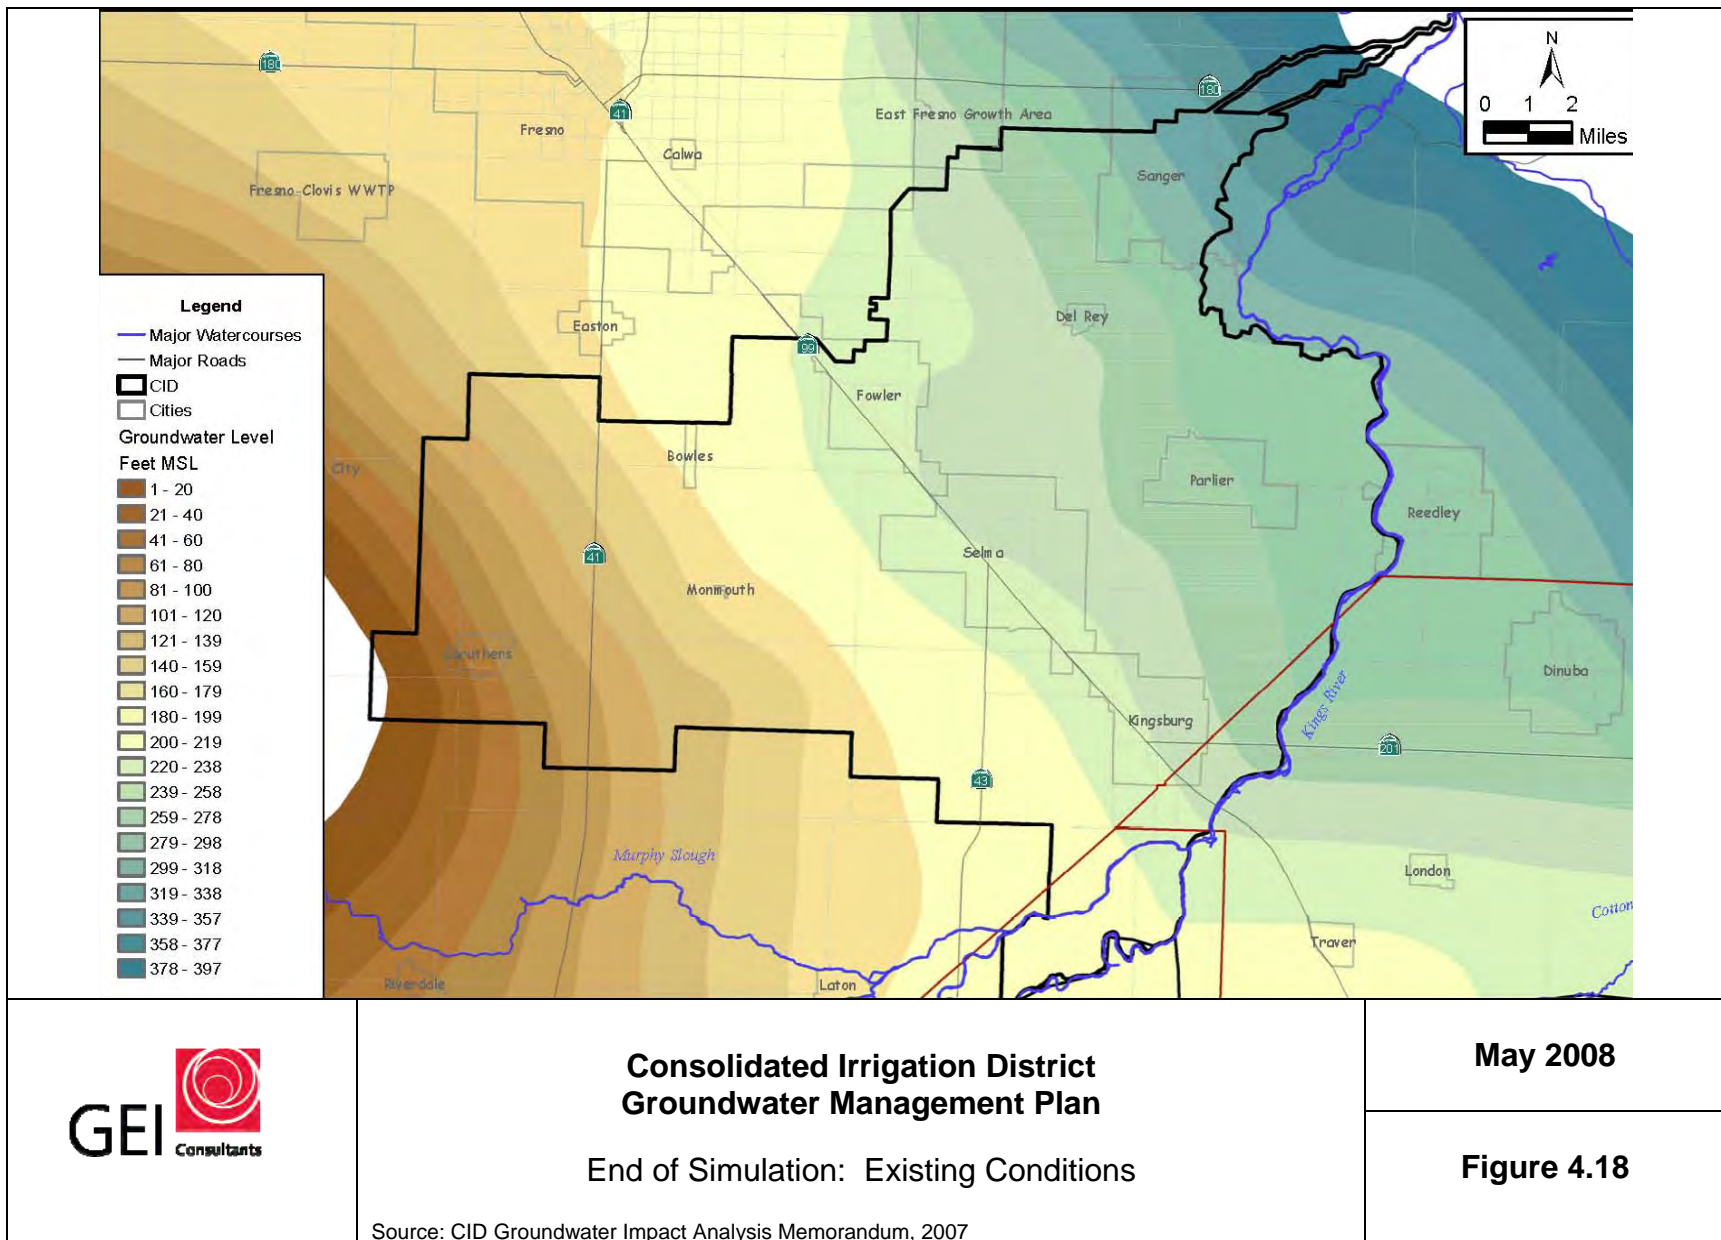 180
41
Fresno
Calwa
East Fresno Growth Area
180
N
0 1 2
Miles
Fresno-Clovis WWTP
Sanger
Easton
99
Del Rey
Fowler
Bowles
City
Parlier
Reedley
Selma
41
Monmouth
Caruthers
Dinuba
Kings River
Kingsburg
201
43
Murphy Slough
London
Cotton
Traver
Riverdale
Laton
Legend
Major Watercourses
Major Roads
CID
Cities
Groundwater Level
Feet MSL
1 - 20
21 - 40
41 - 60
61 - 80
81 - 100
101 - 120
121 - 139
140 - 159
160 - 179
180 - 199
200 - 219
220 - 238
239 - 258
259 - 278
279 - 298
299 - 318
319 - 338
339 - 357
358 - 377
378 - 397
GEI
Consultants
Consolidated Irrigation District
Groundwater Management Plan
End of Simulation: Existing Conditions
Source: CID Groundwater Impact Analysis Memorandum, 2007
May 2008
Figure 4.18